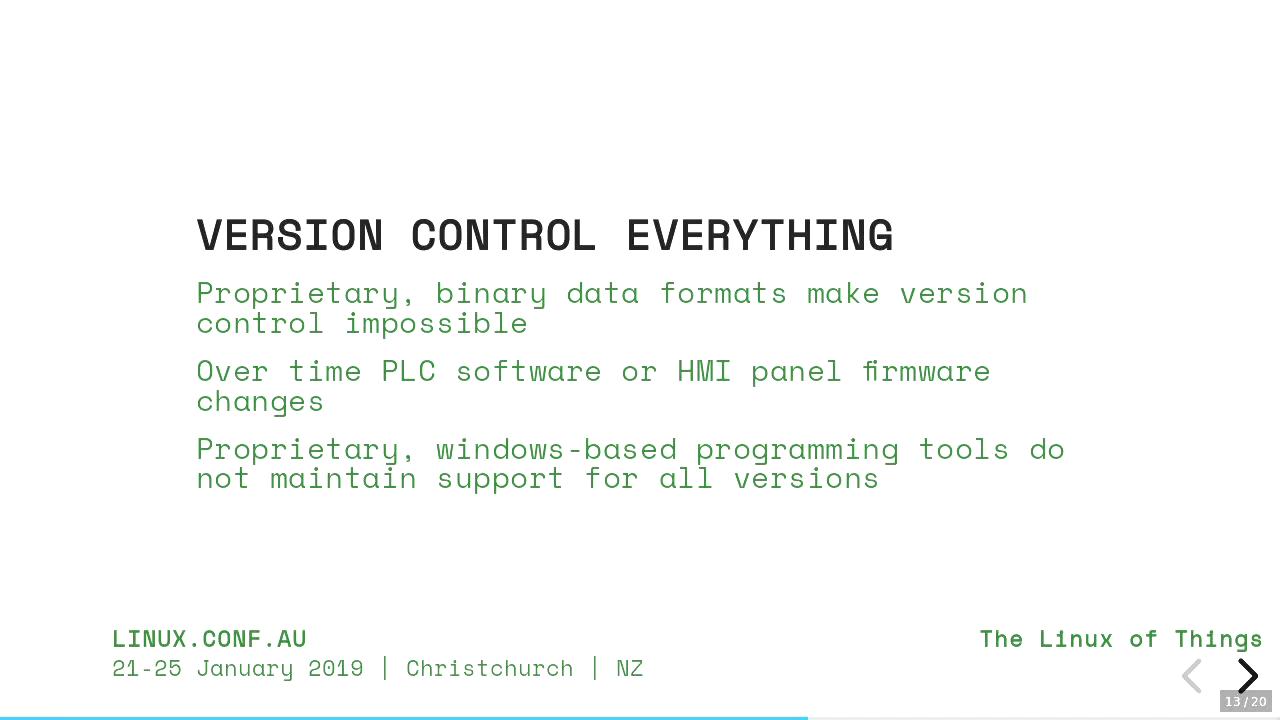 VERSION CONTROL EVERYTHING
Proprietary, binary data formats make version
control impossible
Over time PLC software or HMI panel firmware
changes
Proprietary, windows-based programming tools do
not maintain support for all versions
LINUX.CONF.AU
21-25 January 2019 | Christchurch | NZ
The Linux of Things
13 / 20